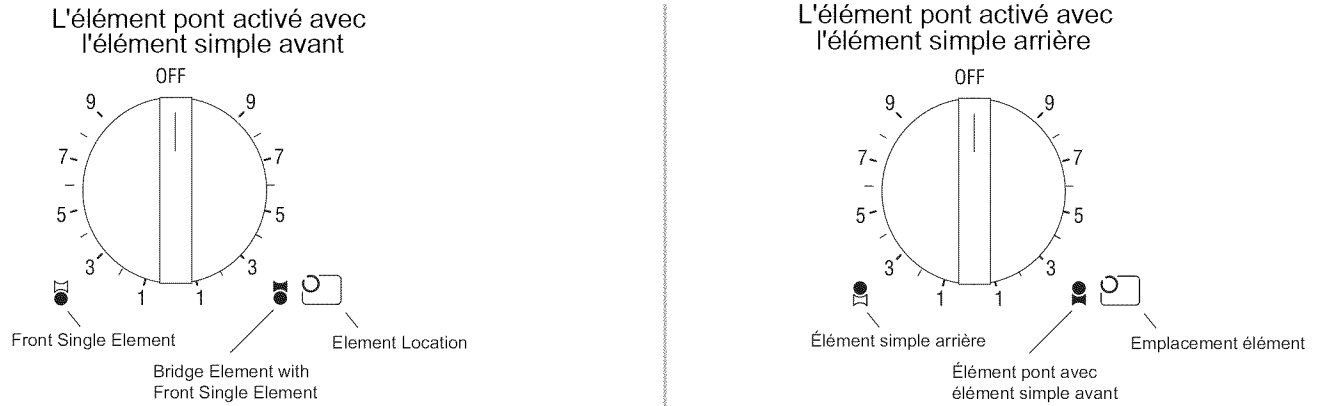 L'élément pont activé avec
l'élément simple avant
OFF
9 9
7 7
5 5
3 3
1 1
Front Single Element
Bridge Element with
Front Single Element
Element Location
L'élément pont activé avec
l'élément simple arrière
OFF
9 9
7 7
5 5
3 3
1 1
Élément simple arrière
Élément pont avec
élément simple avant
Emplacement élément